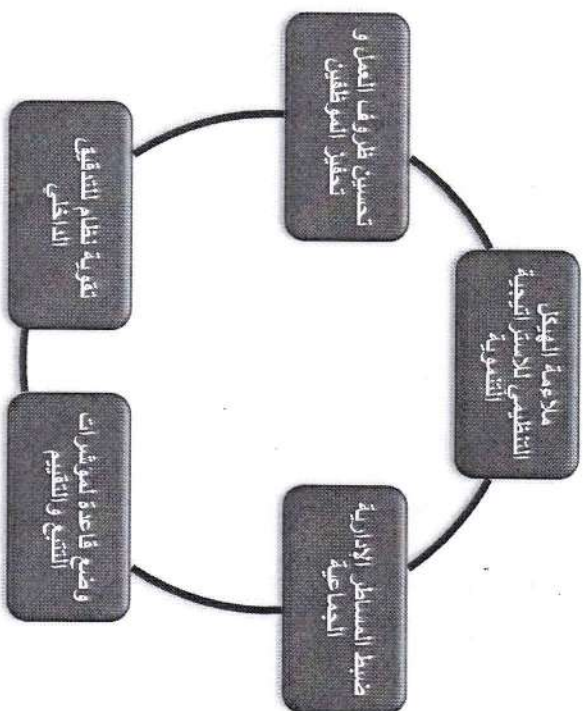 ملاءمة الهيكل
التنظيمي للاستراتيجية
التنموية
ضبط المساطر الإدارية
الجماعية
وضع قاعدة لمؤشرات
التتبع والتقييم
تقوية نظام للتدقيق
الداخلي
تحسين ظروف العمل و
تحفيز الموظفين